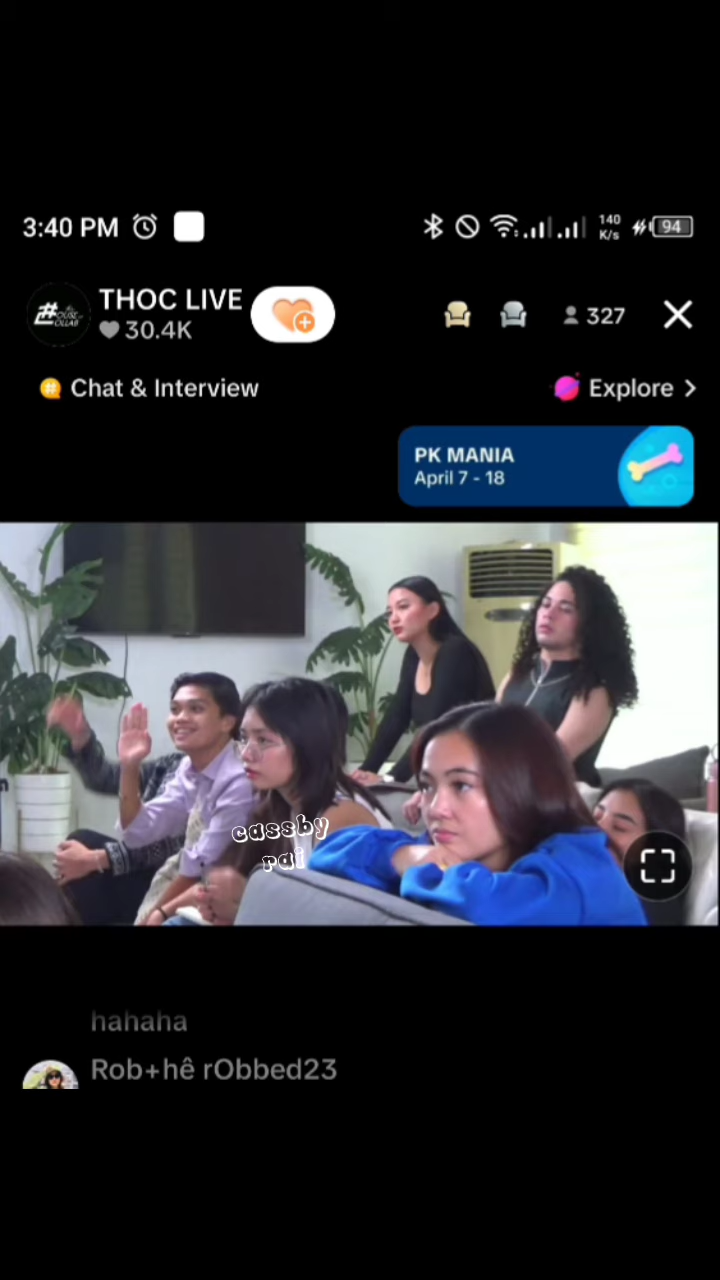 3:40 PM
140
K/s
94
THOC LIVE
30.4K
327
Chat & Interview
Explore >
PK MANIA
April 7 - 18
cassby
rai
hahaha
Rob+hê rObbed23